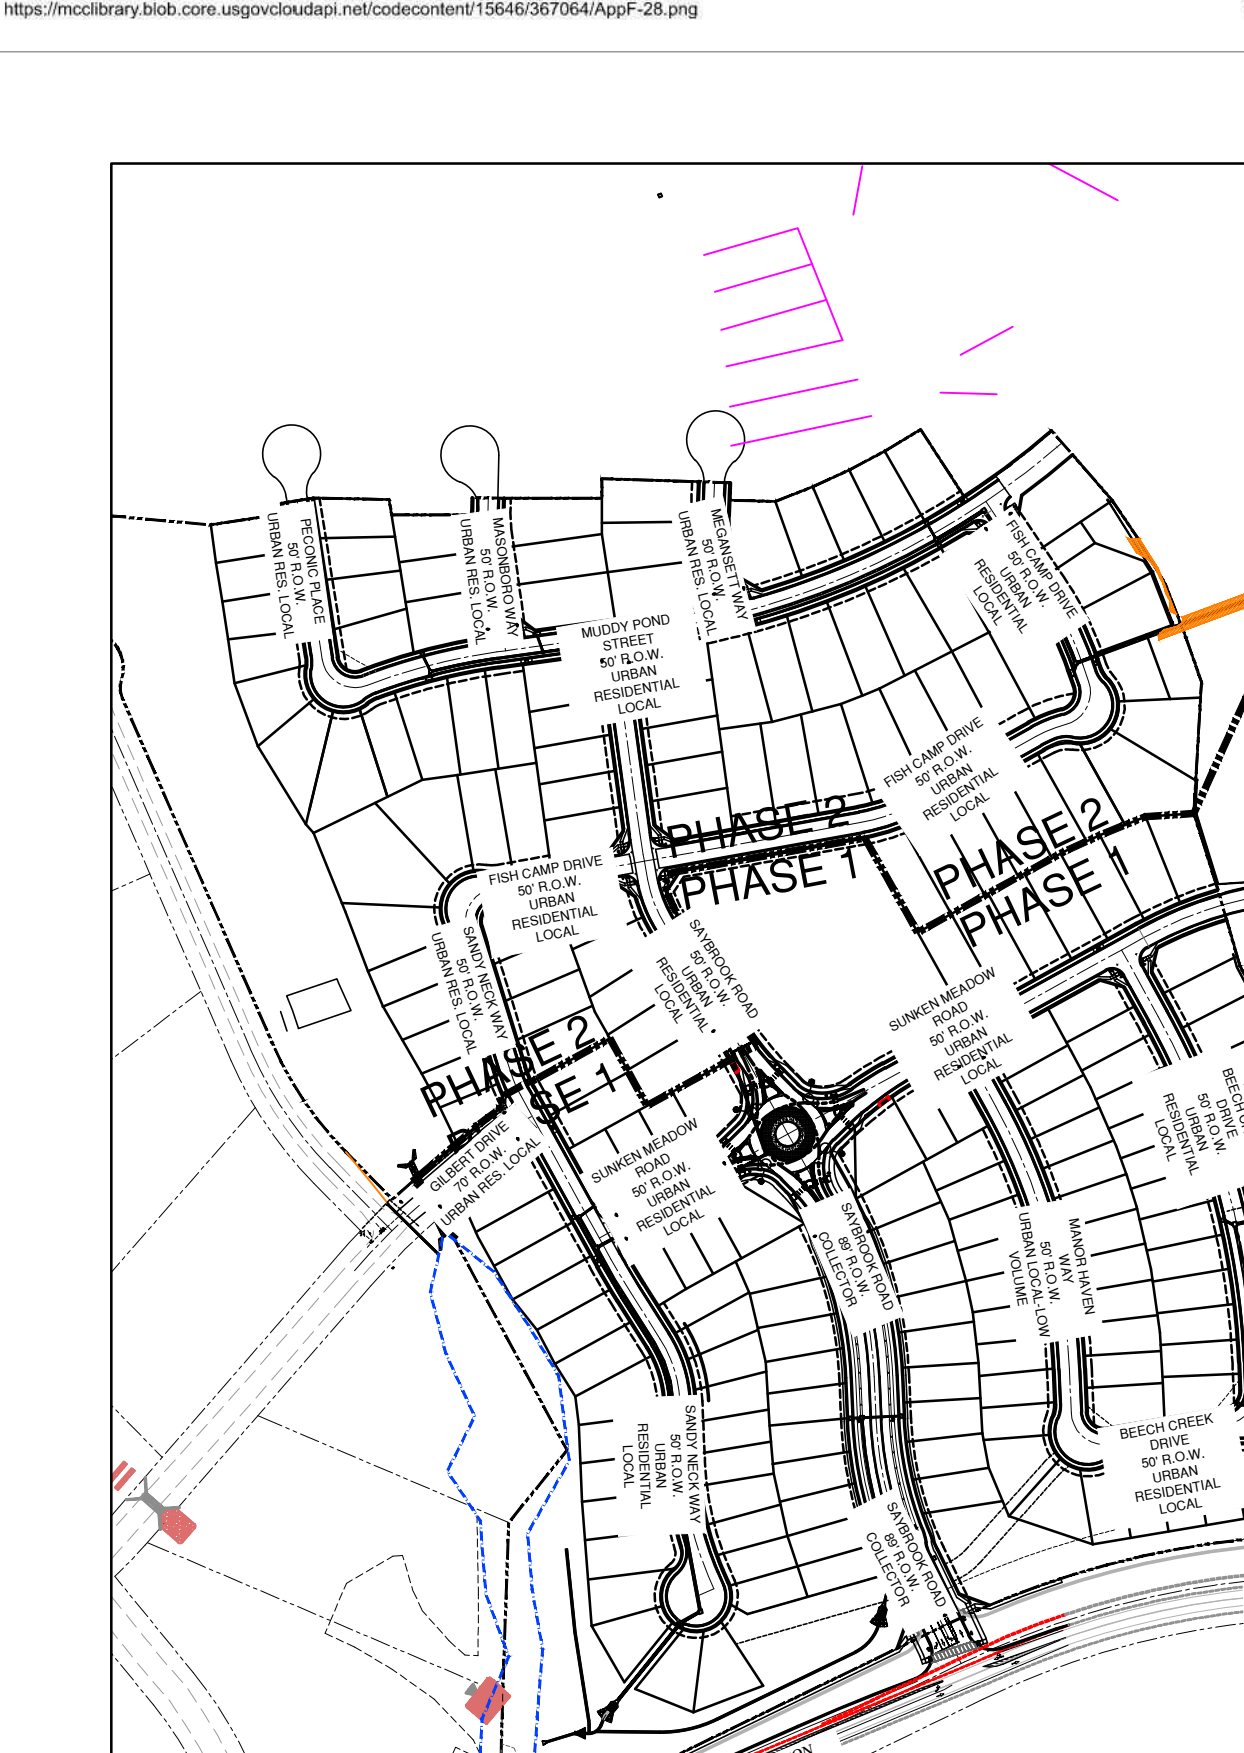 https://mcclibrary.blob.core.usgovcloudapi.net/codecontent/15646/367064/AppF-28.png
PECONIC PLACE
50' R.O.W.
URBAN RES. LOCAL
MASONBORO WAY
50' R.O.W.
URBAN RES. LOCAL
MEGANSETT WAY
50' R.O.W.
URBAN RES. LOCAL
FISH CAMP DRIVE
50' R.O.W.
URBAN
RESIDENTIAL
LOCAL
MUDDY POND
STREET
50' R.O.W.
URBAN
RESIDENTIAL
LOCAL
FISH CAMP DRIVE
50' R.O.W.
URBAN
RESIDENTIAL
LOCAL
PHASE 2
PHASE 1
PHASE 2
PHASE 1
FISH CAMP DRIVE
50' R.O.W.
URBAN
RESIDENTIAL
LOCAL
SANDY NECK WAY
50' R.O.W.
URBAN RES. LOCAL
SAYBROOK ROAD
50' R.O.W.
URBAN
RESIDENTIAL
LOCAL
SUNKEN MEADOW
ROAD
50' R.O.W.
URBAN
RESIDENTIAL
LOCAL
PHASE 2
SE 1
GILBERT DRIVE
70' R.O.W.
URBAN RES. LOCAL
SUNKEN MEADOW
ROAD
50' R.O.W.
URBAN
RESIDENTIAL
LOCAL
BEECH
DRIVE
50' R.O.W.
URBAN
RESIDENTIAL
LOCAL
SAYBROOK ROAD
89' R.O.W.
COLLECTOR
MANOR HAVEN
WAY
50' R.O.W.
URBAN LOCAL-LOW
VOLUME
SANDY NECK WAY
50' R.O.W.
URBAN
RESIDENTIAL
LOCAL
BEECH CREEK
DRIVE
50' R.O.W.
URBAN
RESIDENTIAL
LOCAL
SAYBROOK ROAD
89' R.O.W.
COLLECTOR